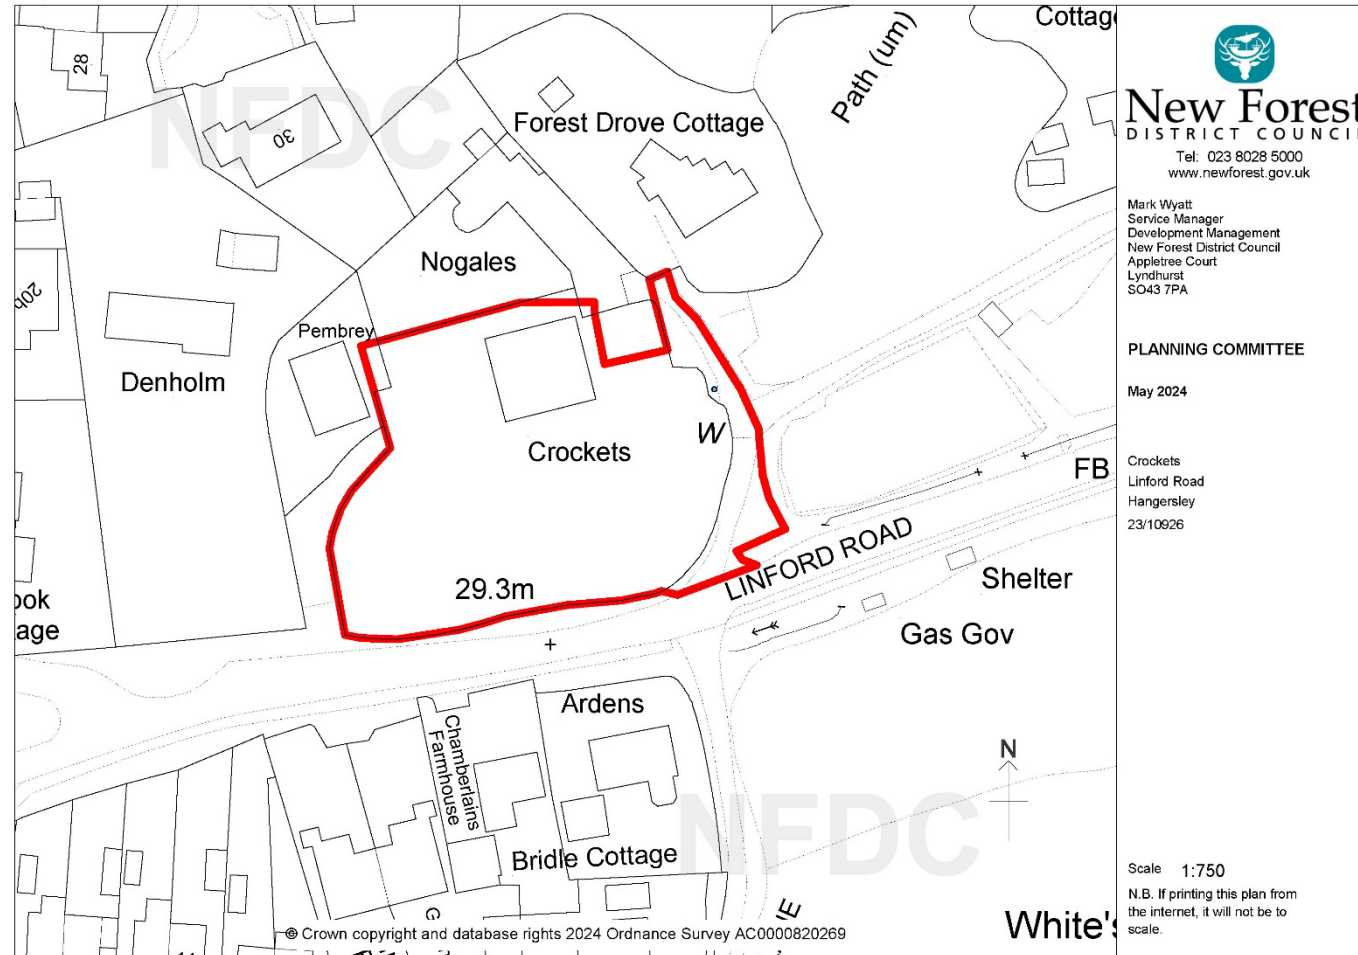 Cottag
28
NFDC
30
Path (um)
Forest Drove Cottage
Nogales
20b
Pembrey
Denholm
Crockets
W
FB
LINFORD ROAD
29.3m
Shelter
Gas Gov
ook
age
Ardens
Chamberlains
Farmhouse
N
NFDC
Bridle Cottage
G
NE
White's
© Crown copyright and database rights 2024 Ordnance Survey AC0000820269
New Forest
DISTRICT COUNCIL
Tel: 023 8028 5000
www.newforest.gov.uk
Mark Wyatt
Service Manager
Development Management
New Forest District Council
Appletree Court
Lyndhurst
SO43 7PA
PLANNING COMMITTEE
May 2024
Crockets
Linford Road
Hangersley
23/10926
Scale 1:750
N.B. If printing this plan from
the internet, it will not be to
scale.